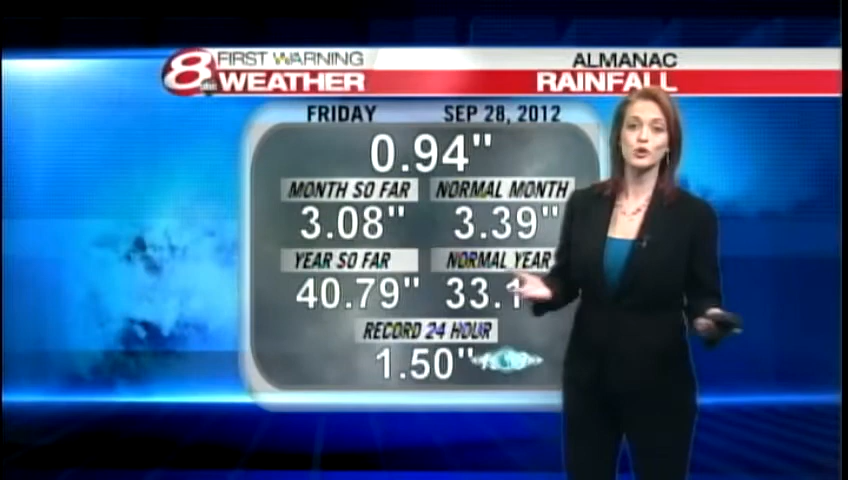 8 abc FIRST WARNING
WEATHER
ALMANAC
RAINFALL
FRIDAY SEP 28, 2012
0.94"
MONTH SO FAR NORMAL MONTH
3.08" 3.39"
YEAR SO FAR NORMAL YEAR
40.79"
RECORD 24 HOUR
1.50"